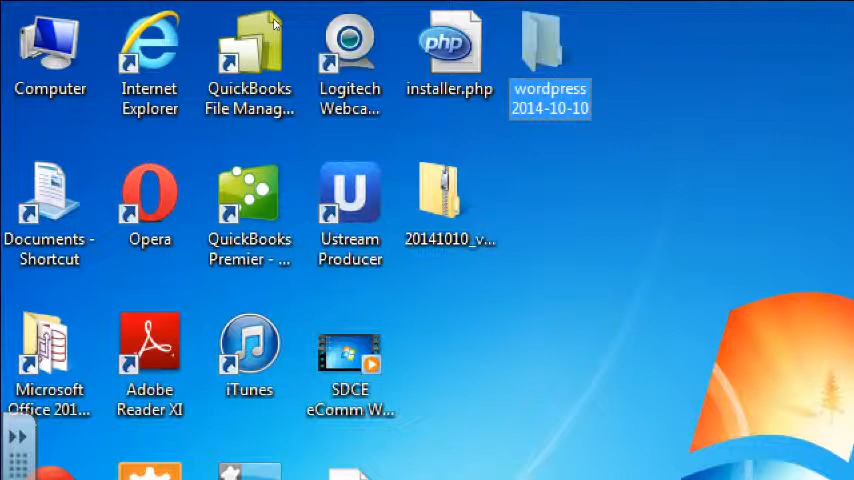 Computer
Internet
Explorer
QuickBooks
File Manag...
Logitech
Webca...
php
installer.php
wordpress
2014-10-10
Documents -
Shortcut
Opera
QuickBooks
Premier - ...
U
Ustream
Producer
20141010_v...
Microsoft
Office 201...
Adobe
Reader XI
iTunes
SDCE
eComm W...